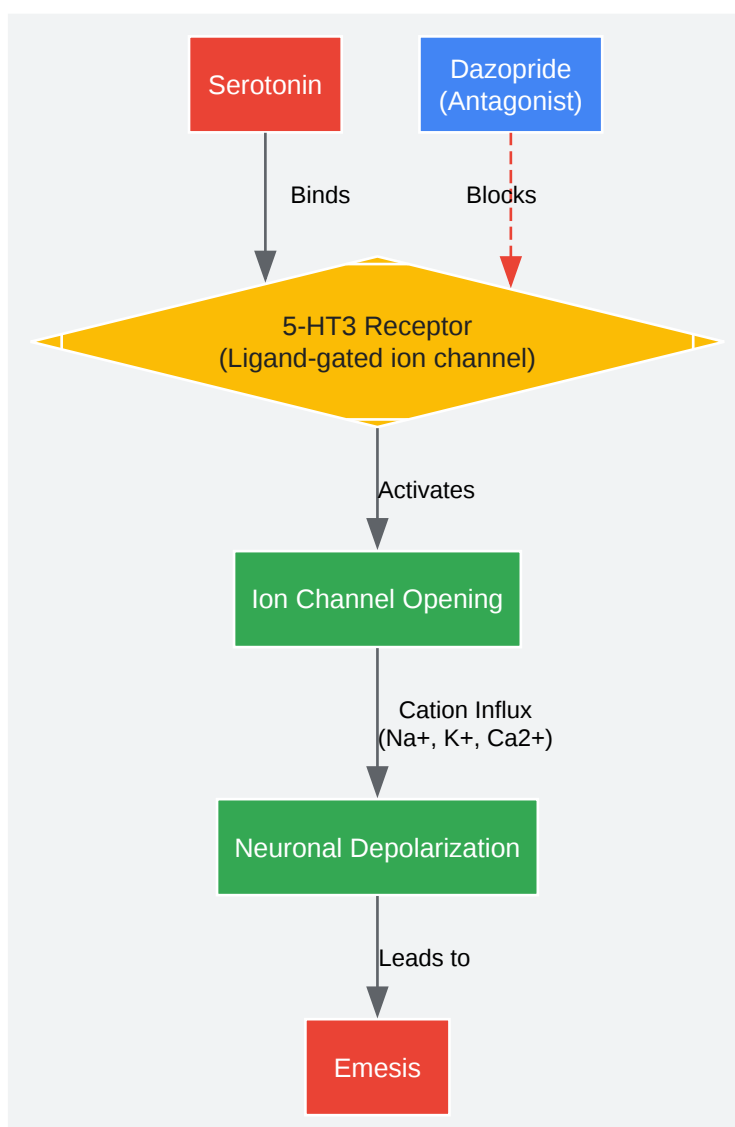 Serotonin
Dazopride
(Antagonist)
Binds
Blocks
5-HT3 Receptor
(Ligand-gated ion channel)
Activates
Ion Channel Opening
Cation Influx
(Na+, K+, Ca2+)
Neuronal Depolarization
Leads to
Emesis